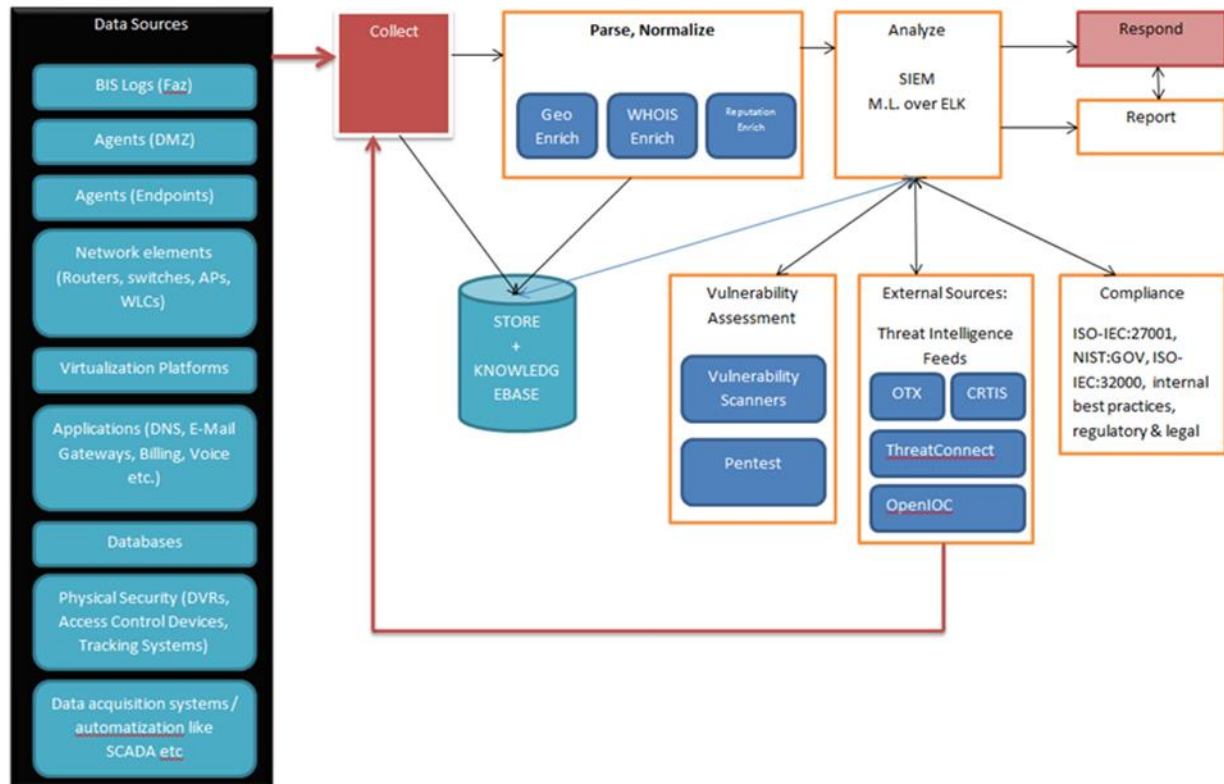 Data Sources
BIS Logs (Faz)
Agents (DMZ)
Agents (Endpoints)
Network elements
(Routers, switches, APs,
WLCs)
Virtualization Platforms
Applications (DNS, E-Mail
Gateways, Billing, Voice
etc.)
Databases
Physical Security (DVRs,
Access Control Devices,
Tracking Systems)
Data acquisition systems /
automatization like
SCADA etc
Collect
Parse, Normalize
Geo
Enrich
WHOIS
Enrich
Reputation
Enrich
Analyze
SIEM
M.L. over ELK
Respond
Report
STORE
+
KNOWLEDG
EBASE
Vulnerability
Assessment
Vulnerability
Scanners
Pentest
External Sources:
Threat Intelligence
Feeds
OTX
CRTIS
ThreatConnect
OpenIOC
Compliance
ISO-IEC:27001,
NIST:GOV, ISO-
IEC:32000, internal
best practices,
regulatory & legal